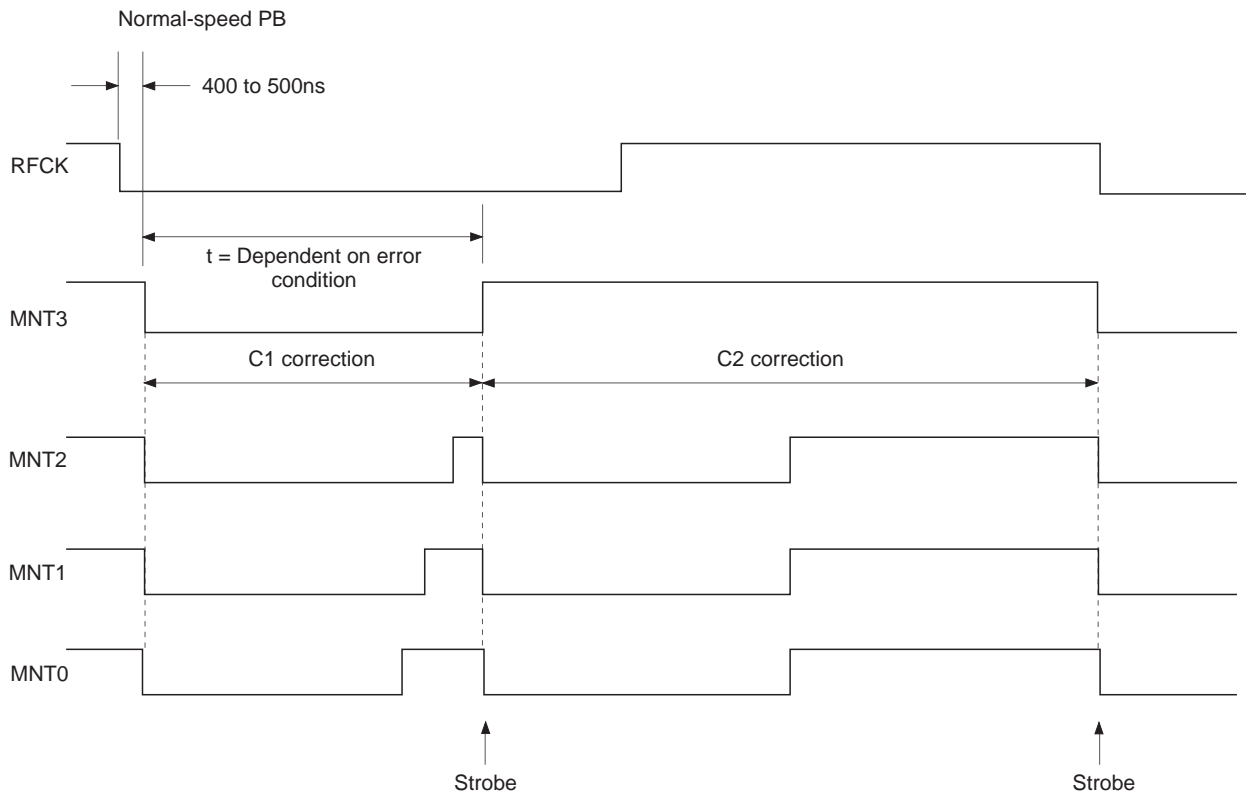 Normal-speed PB
400 to 500ns
RFCK
t = Dependent on error
condition
MNT3
C1 correction
C2 correction
MNT2
MNT1
MNT0
Strobe
Strobe